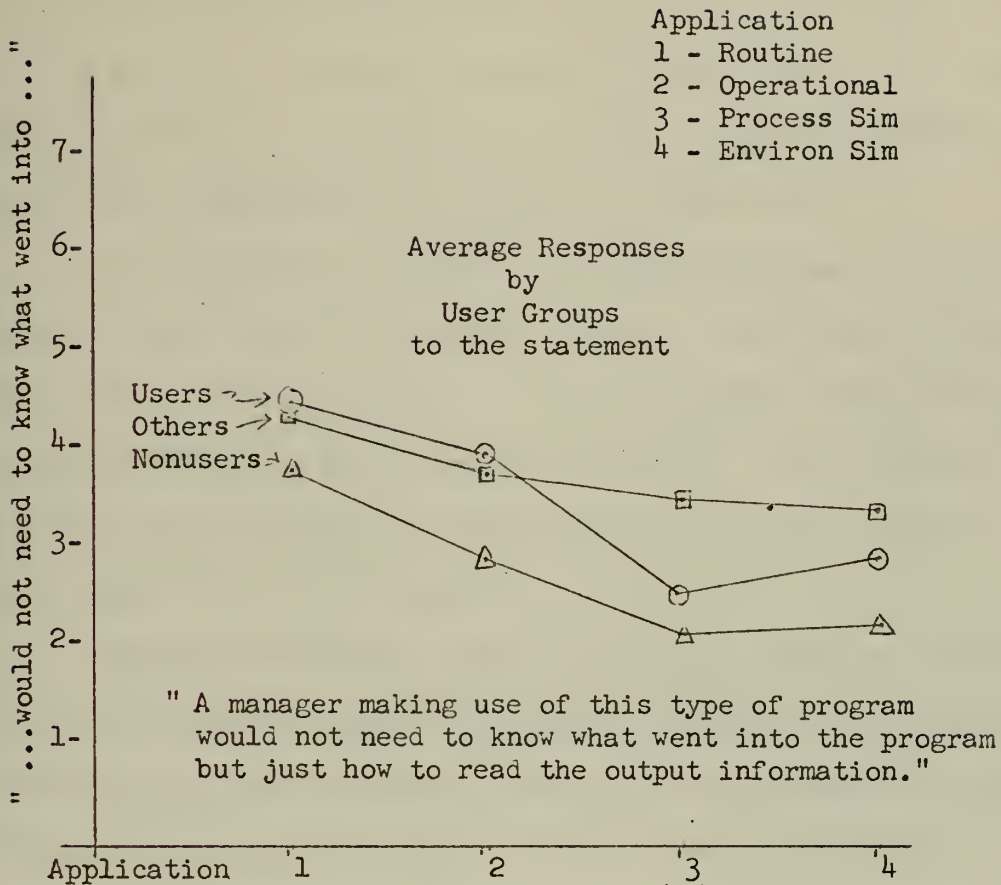 Application
1 - Routine
2 - Operational
3 - Process Sim
4 - Environ Sim
"...would not need to know what went into ..."
7-
6-
5-
4-
3-
2-
1-
Average Responses
by
User Groups
to the statement
Users
Others
Nonusers
" A manager making use of this type of program
would not need to know what went into the program
but just how to read the output information."
Application 1 2 3 4